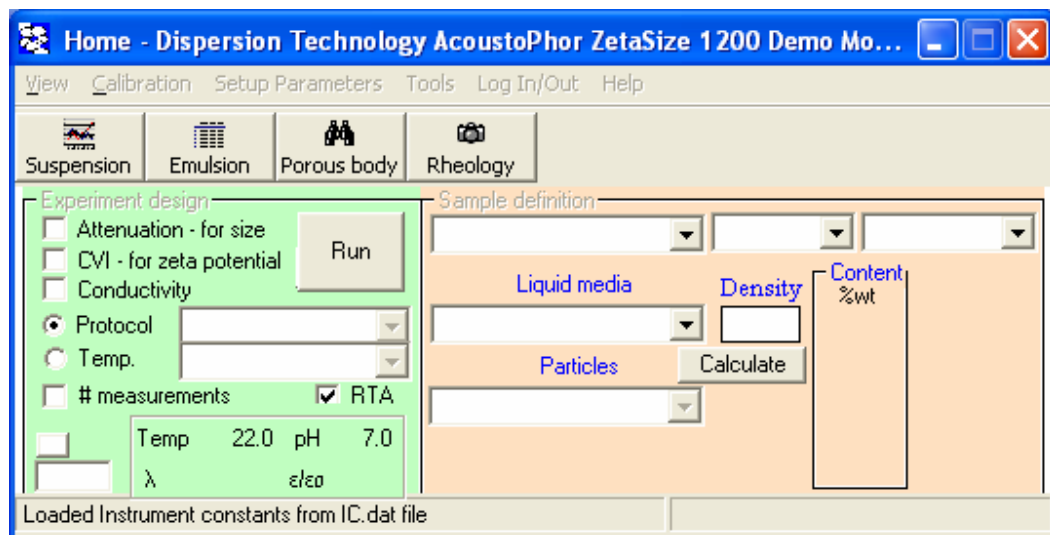 Home - Dispersion Technology AcoustoPhor ZetaSize 1200 Demo Mo...
View Calibration Setup Parameters Tools Log In/Out Help
Suspension Emulsion Porous body Rheology
Experiment design
Attenuation - for size
CVI - for zeta potential
Run
Conductivity
Protocol
Temp.
# measurements RTA
Temp 22.0 pH 7.0
λ ε/εο
Sample definition
Liquid media
Density
Content
%wt
Particles
Calculate
Loaded Instrument constants from IC.dat file